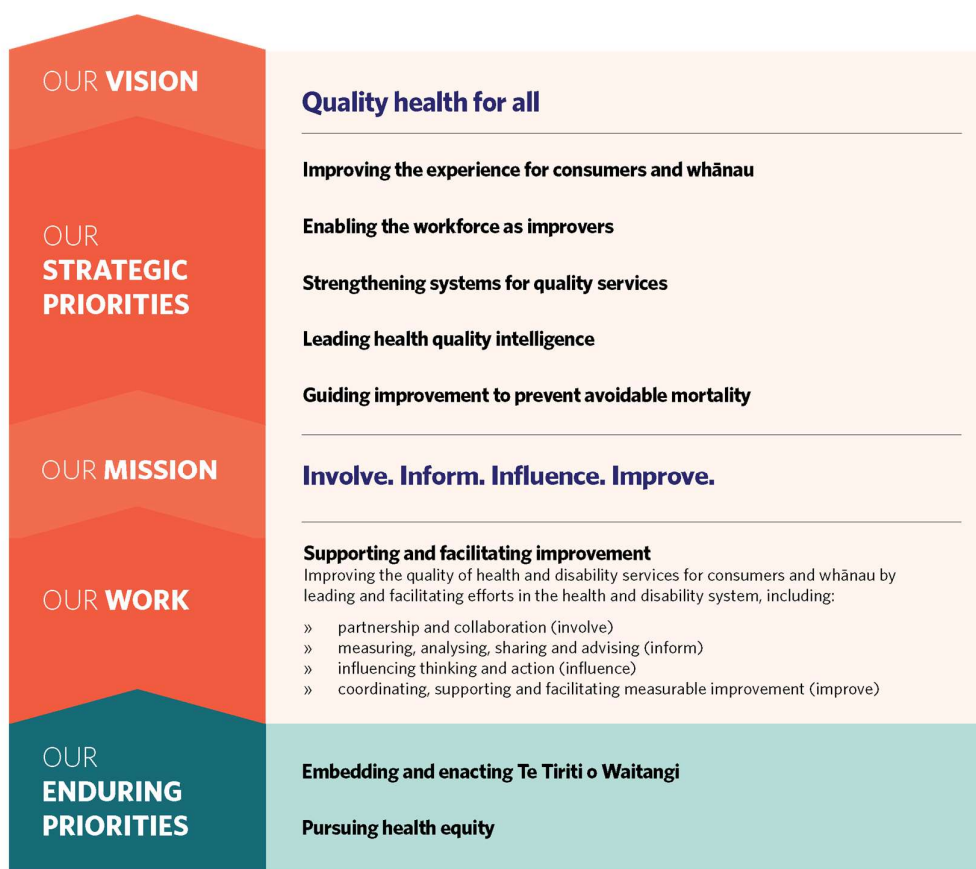 OUR VISION
Quality health for all
OUR
STRATEGIC
PRIORITIES
Improving the experience for consumers and whānau
Enabling the workforce as improvers
Strengthening systems for quality services
Leading health quality intelligence
Guiding improvement to prevent avoidable mortality
OUR MISSION
Involve. Inform. Influence. Improve.
OUR WORK
Supporting and facilitating improvement
Improving the quality of health and disability services for consumers and whānau by
leading and facilitating efforts in the health and disability system, including:
» partnership and collaboration (involve)
» measuring, analysing, sharing and advising (inform)
» influencing thinking and action (influence)
» coordinating, supporting and facilitating measurable improvement (improve)
OUR
ENDURING
PRIORITIES
Embedding and enacting Te Tiriti o Waitangi
Pursuing health equity